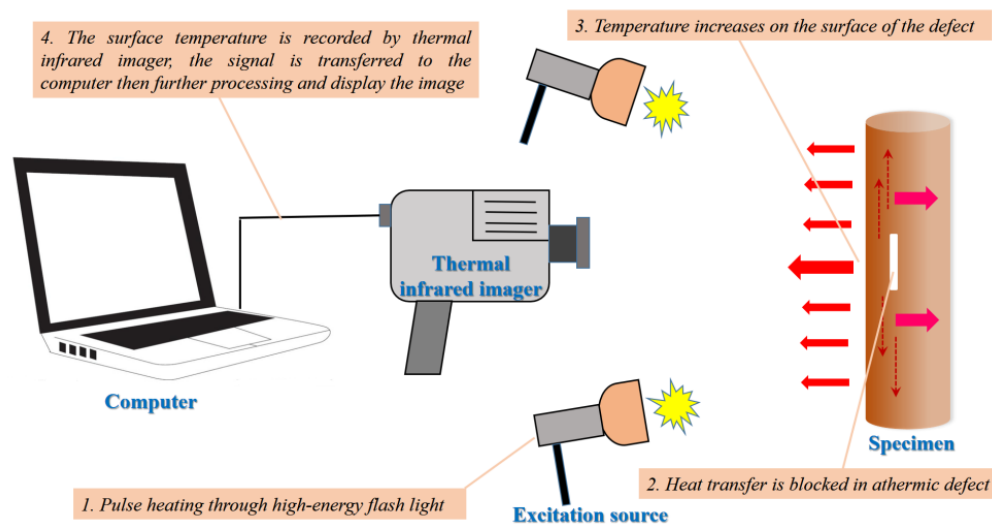 4. The surface temperature is recorded by thermal
infrared imager, the signal is transferred to the
computer then further processing and display the image
3. Temperature increases on the surface of the defect
Thermal
infrared imager
Computer
Specimen
1. Pulse heating through high-energy flash light
2. Heat transfer is blocked in athermic defect
Excitation source